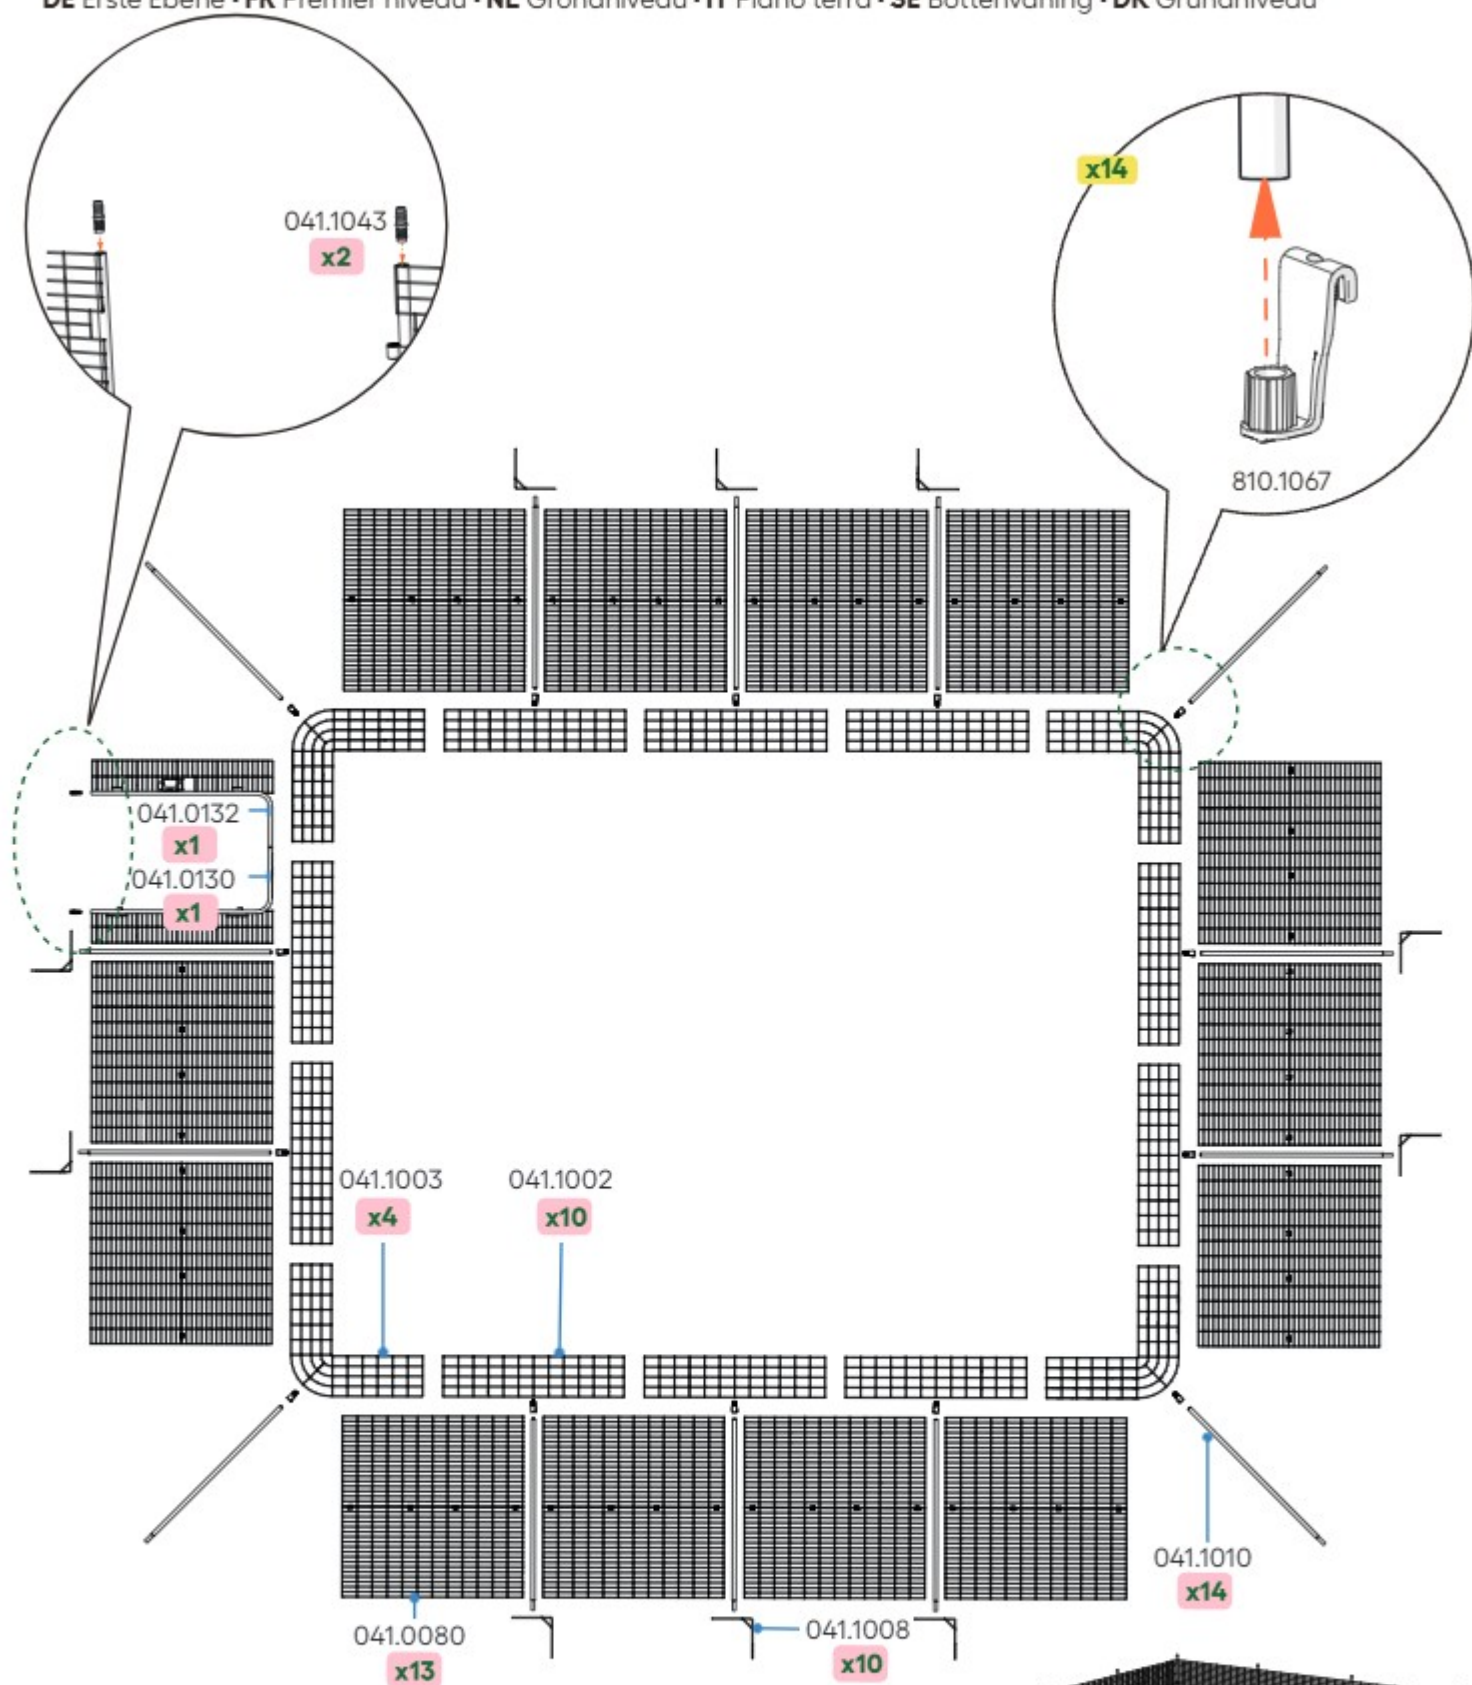 DE Erste Ebene • FR Premier niveau • NL Grondniveau • IT Piano terra • SE Bottenvåning • DK Grundniveau
x14
041.1043
x2
810.1067
041.0132
x1
041.0130
x1
041.1003
041.1002
x4
x10
041.1010
x14
041.0080
041.1008
x13
x10